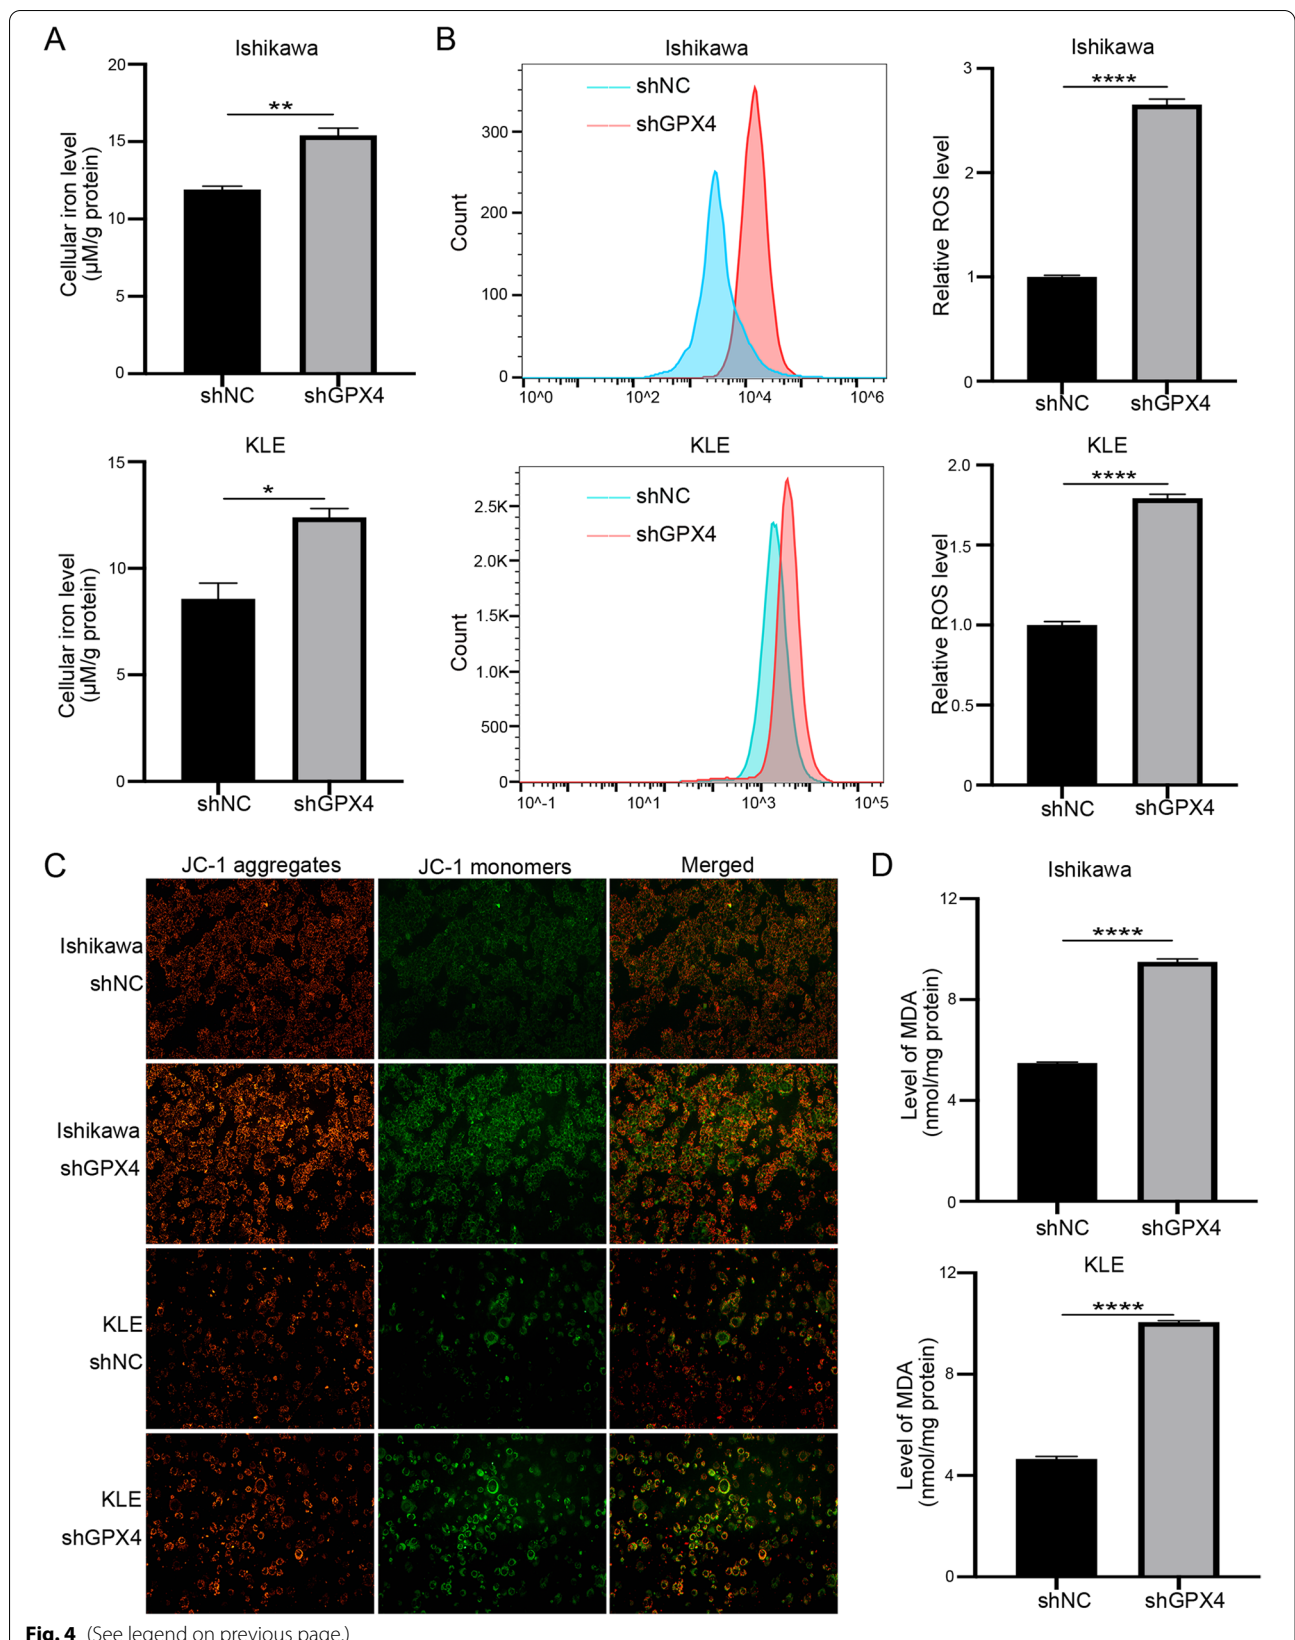 A
Ishikawa
20
15
10
5
0
**
Cellular iron level
(µM/g protein)
shNC shGPX4
KLE
15
10
5
0
*
Cellular iron level
(µM/g protein)
shNC shGPX4
B
Ishikawa
shNC
shGPX4
Count
300
200
100
0
10^0 10^2 10^4 10^6
Ishikawa
3
2
1
0
****
Relative ROS level
shNC shGPX4
KLE
shNC
shGPX4
Count
2.5K
2.0K
1.5K
1.0K
500
0
10^-1 10^1 10^3 10^5
KLE
2.0
1.5
1.0
0.5
0
****
Relative ROS level
shNC shGPX4
C
JC-1 aggregates JC-1 monomers Merged
Ishikawa
shNC
Ishikawa
shGPX4
KLE
shNC
KLE
shGPX4
D
Ishikawa
12
8
4
0
****
Level of MDA
(nmol/mg protein)
shNC shGPX4
KLE
12
8
4
0
****
Level of MDA
(nmol/mg protein)
shNC shGPX4
Fig. 4 (See legend on previous page.)